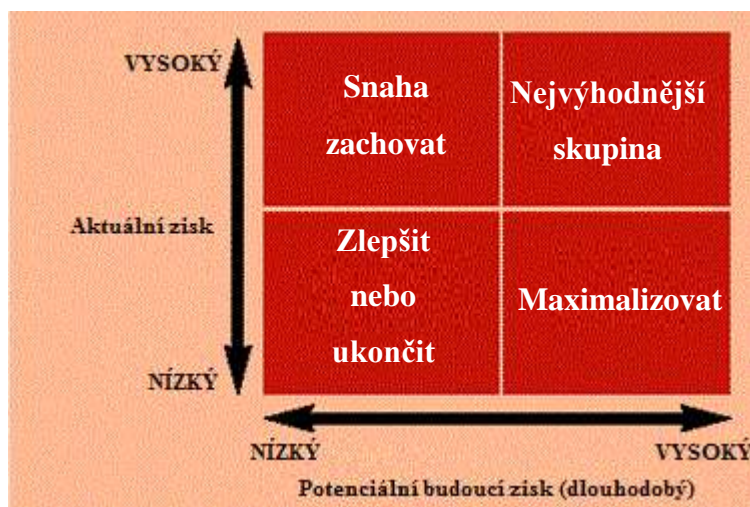 VYSOKÝ
Snaha
zachovat
Nejvýhodnější
skupina
Aktuální zisk
Zlepšit
nebo
ukončit
Maximalizovat
NÍZKÝ
NÍZKÝ
VYSOKÝ
Potenciální budoucí zisk (dlouhodobý)